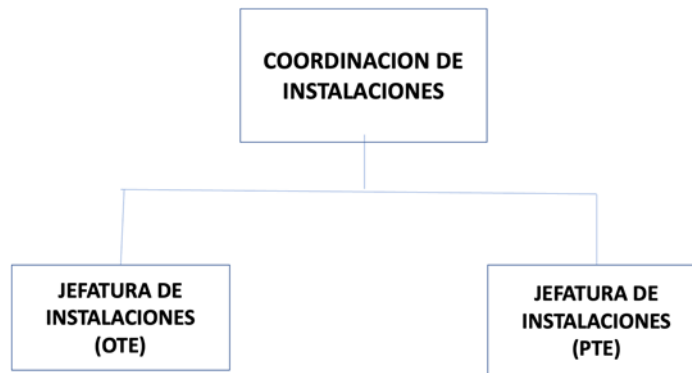 COORDINACION DE
INSTALACIONES
JEFATURA DE
INSTALACIONES
(OTE)
JEFATURA DE
INSTALACIONES
(PTE)